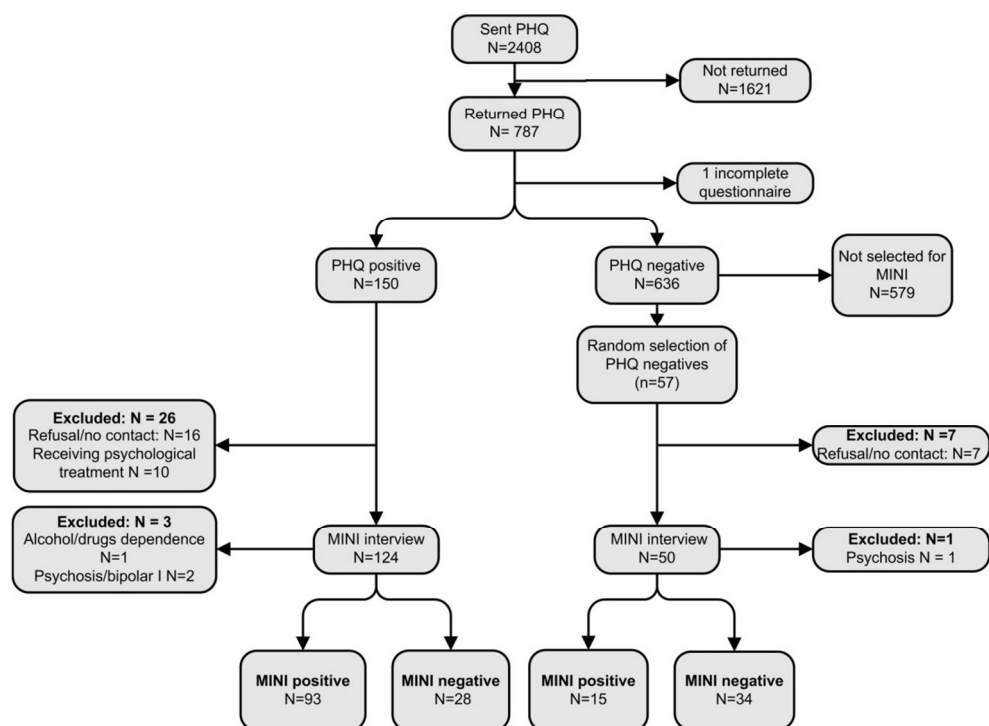 Sent PHQ
N=2408
Not returned
N=1621
Returned PHQ
N= 787
1 incomplete
questionnaire
PHQ positive
N=150
PHQ negative
N=636
Not selected for
MINI
N=579
Random selection of
PHQ negatives
(n=57)
Excluded: N = 26
Refusal/no contact: N=16
Receiving psychological
treatment N =10
Excluded: N =7
Refusal/no contact: N=7
Excluded: N = 3
Alcohol/drugs dependence
N=1
Psychosis/bipolar I N=2
MINI interview
N=124
MINI interview
N=50
Excluded: N=1
Psychosis N = 1
MINI positive
N=93
MINI negative
N=28
MINI positive
N=15
MINI negative
N=34